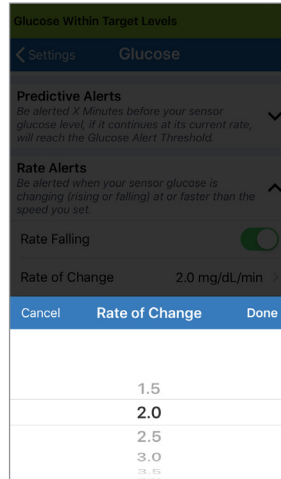 Glucose Within Target Levels
Settings Glucose
Predictive Alerts
Be alerted X Minutes before your sensor
glucose level, if it continues at its current rate,
will reach the Glucose Alert Threshold.
Rate Alerts
Be alerted when your sensor glucose is
changing (rising or falling) at or faster than the
speed you set.
Rate Falling
Rate of Change 2.0 mg/dL/min
Cancel Rate of Change Done
1.5
2.0
2.5
3.0
3.5